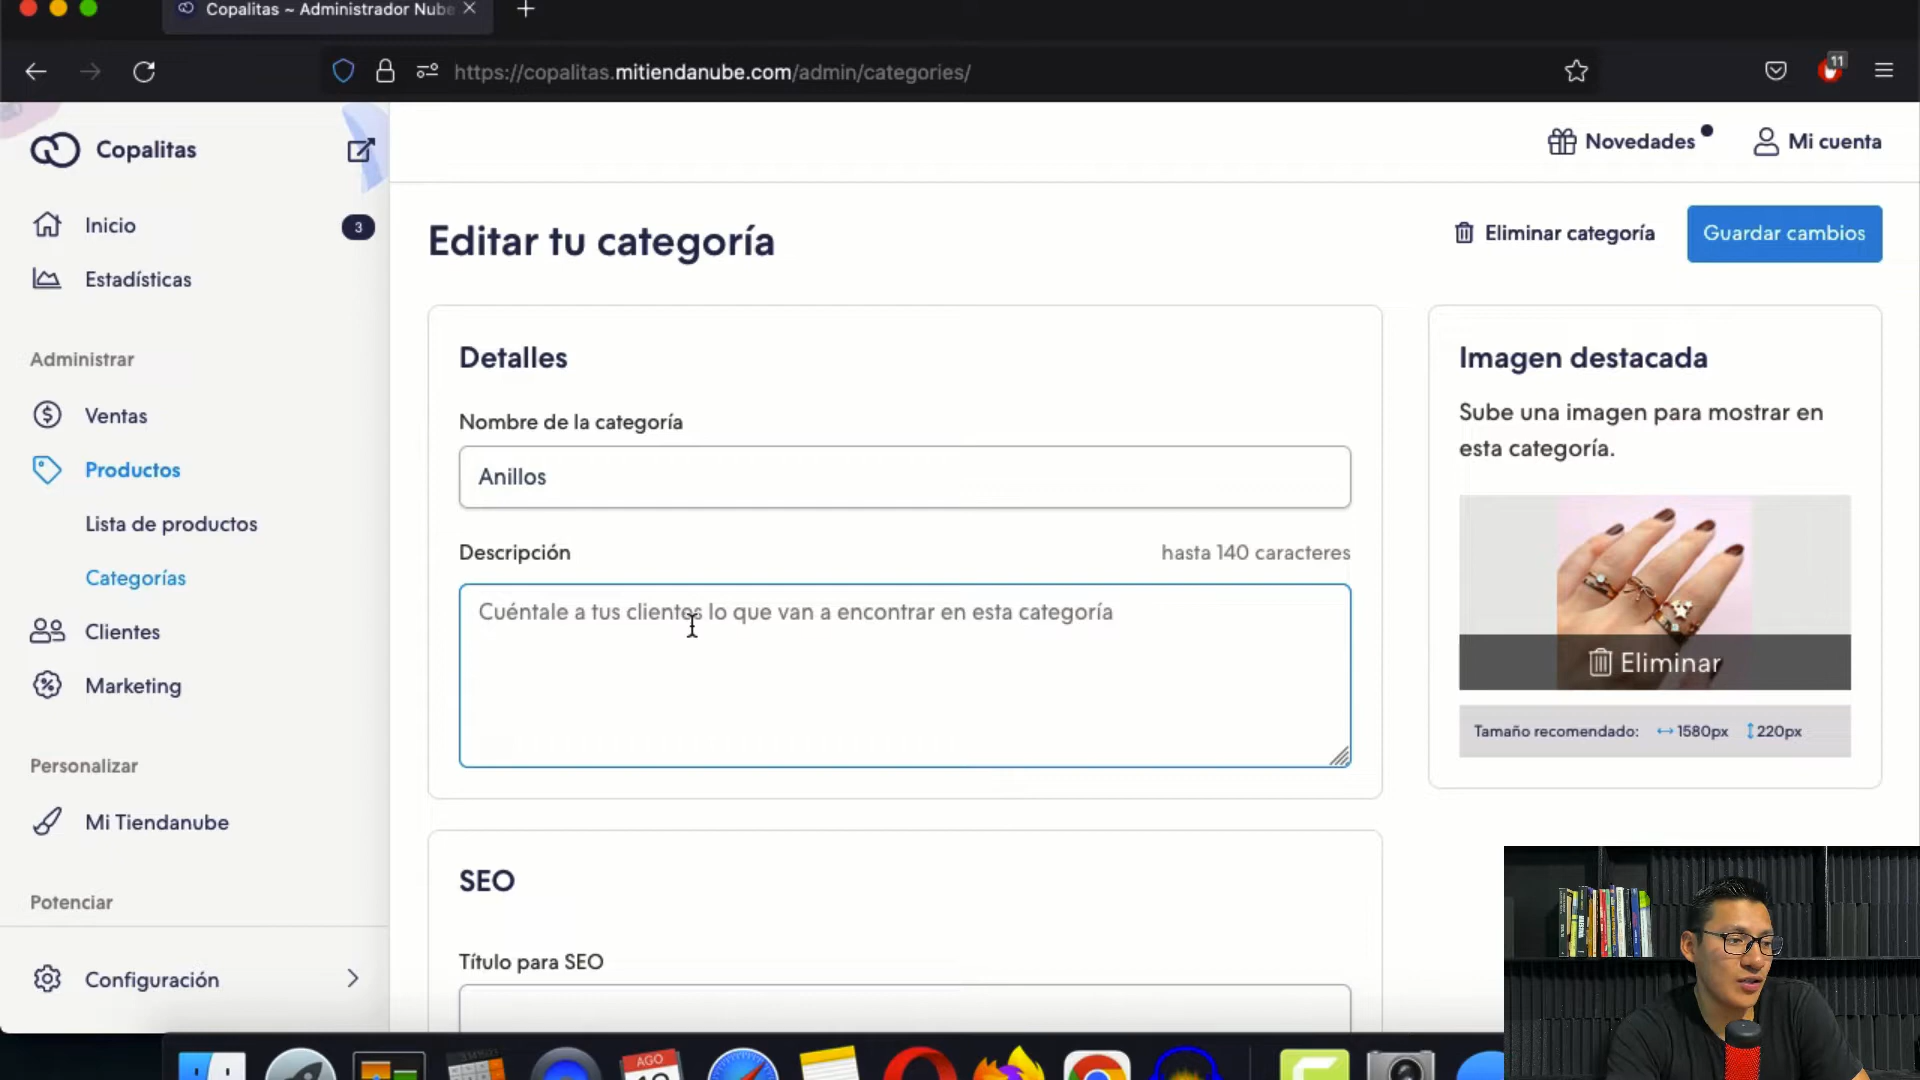 Copalitas ~ Administrador Nube
https://copalitas.mitiendanube.com/admin/categories/
11
Copalitas
Novedades
Mi cuenta
Inicio
3
Estadísticas
Administrar
Ventas
Productos
Lista de productos
Categorías
Clientes
Marketing
Personalizar
Mi Tiendanube
Potenciar
Configuración
Editar tu categoría
Eliminar categoría
Guardar cambios
Detalles
Nombre de la categoría
Anillos
Descripción
hasta 140 caracteres
Cuéntale a tus clientes lo que van a encontrar en esta categoría
SEO
Título para SEO
Imagen destacada
Sube una imagen para mostrar en
esta categoría.
Eliminar
Tamaño recomendado: 1580px 220px
AGO